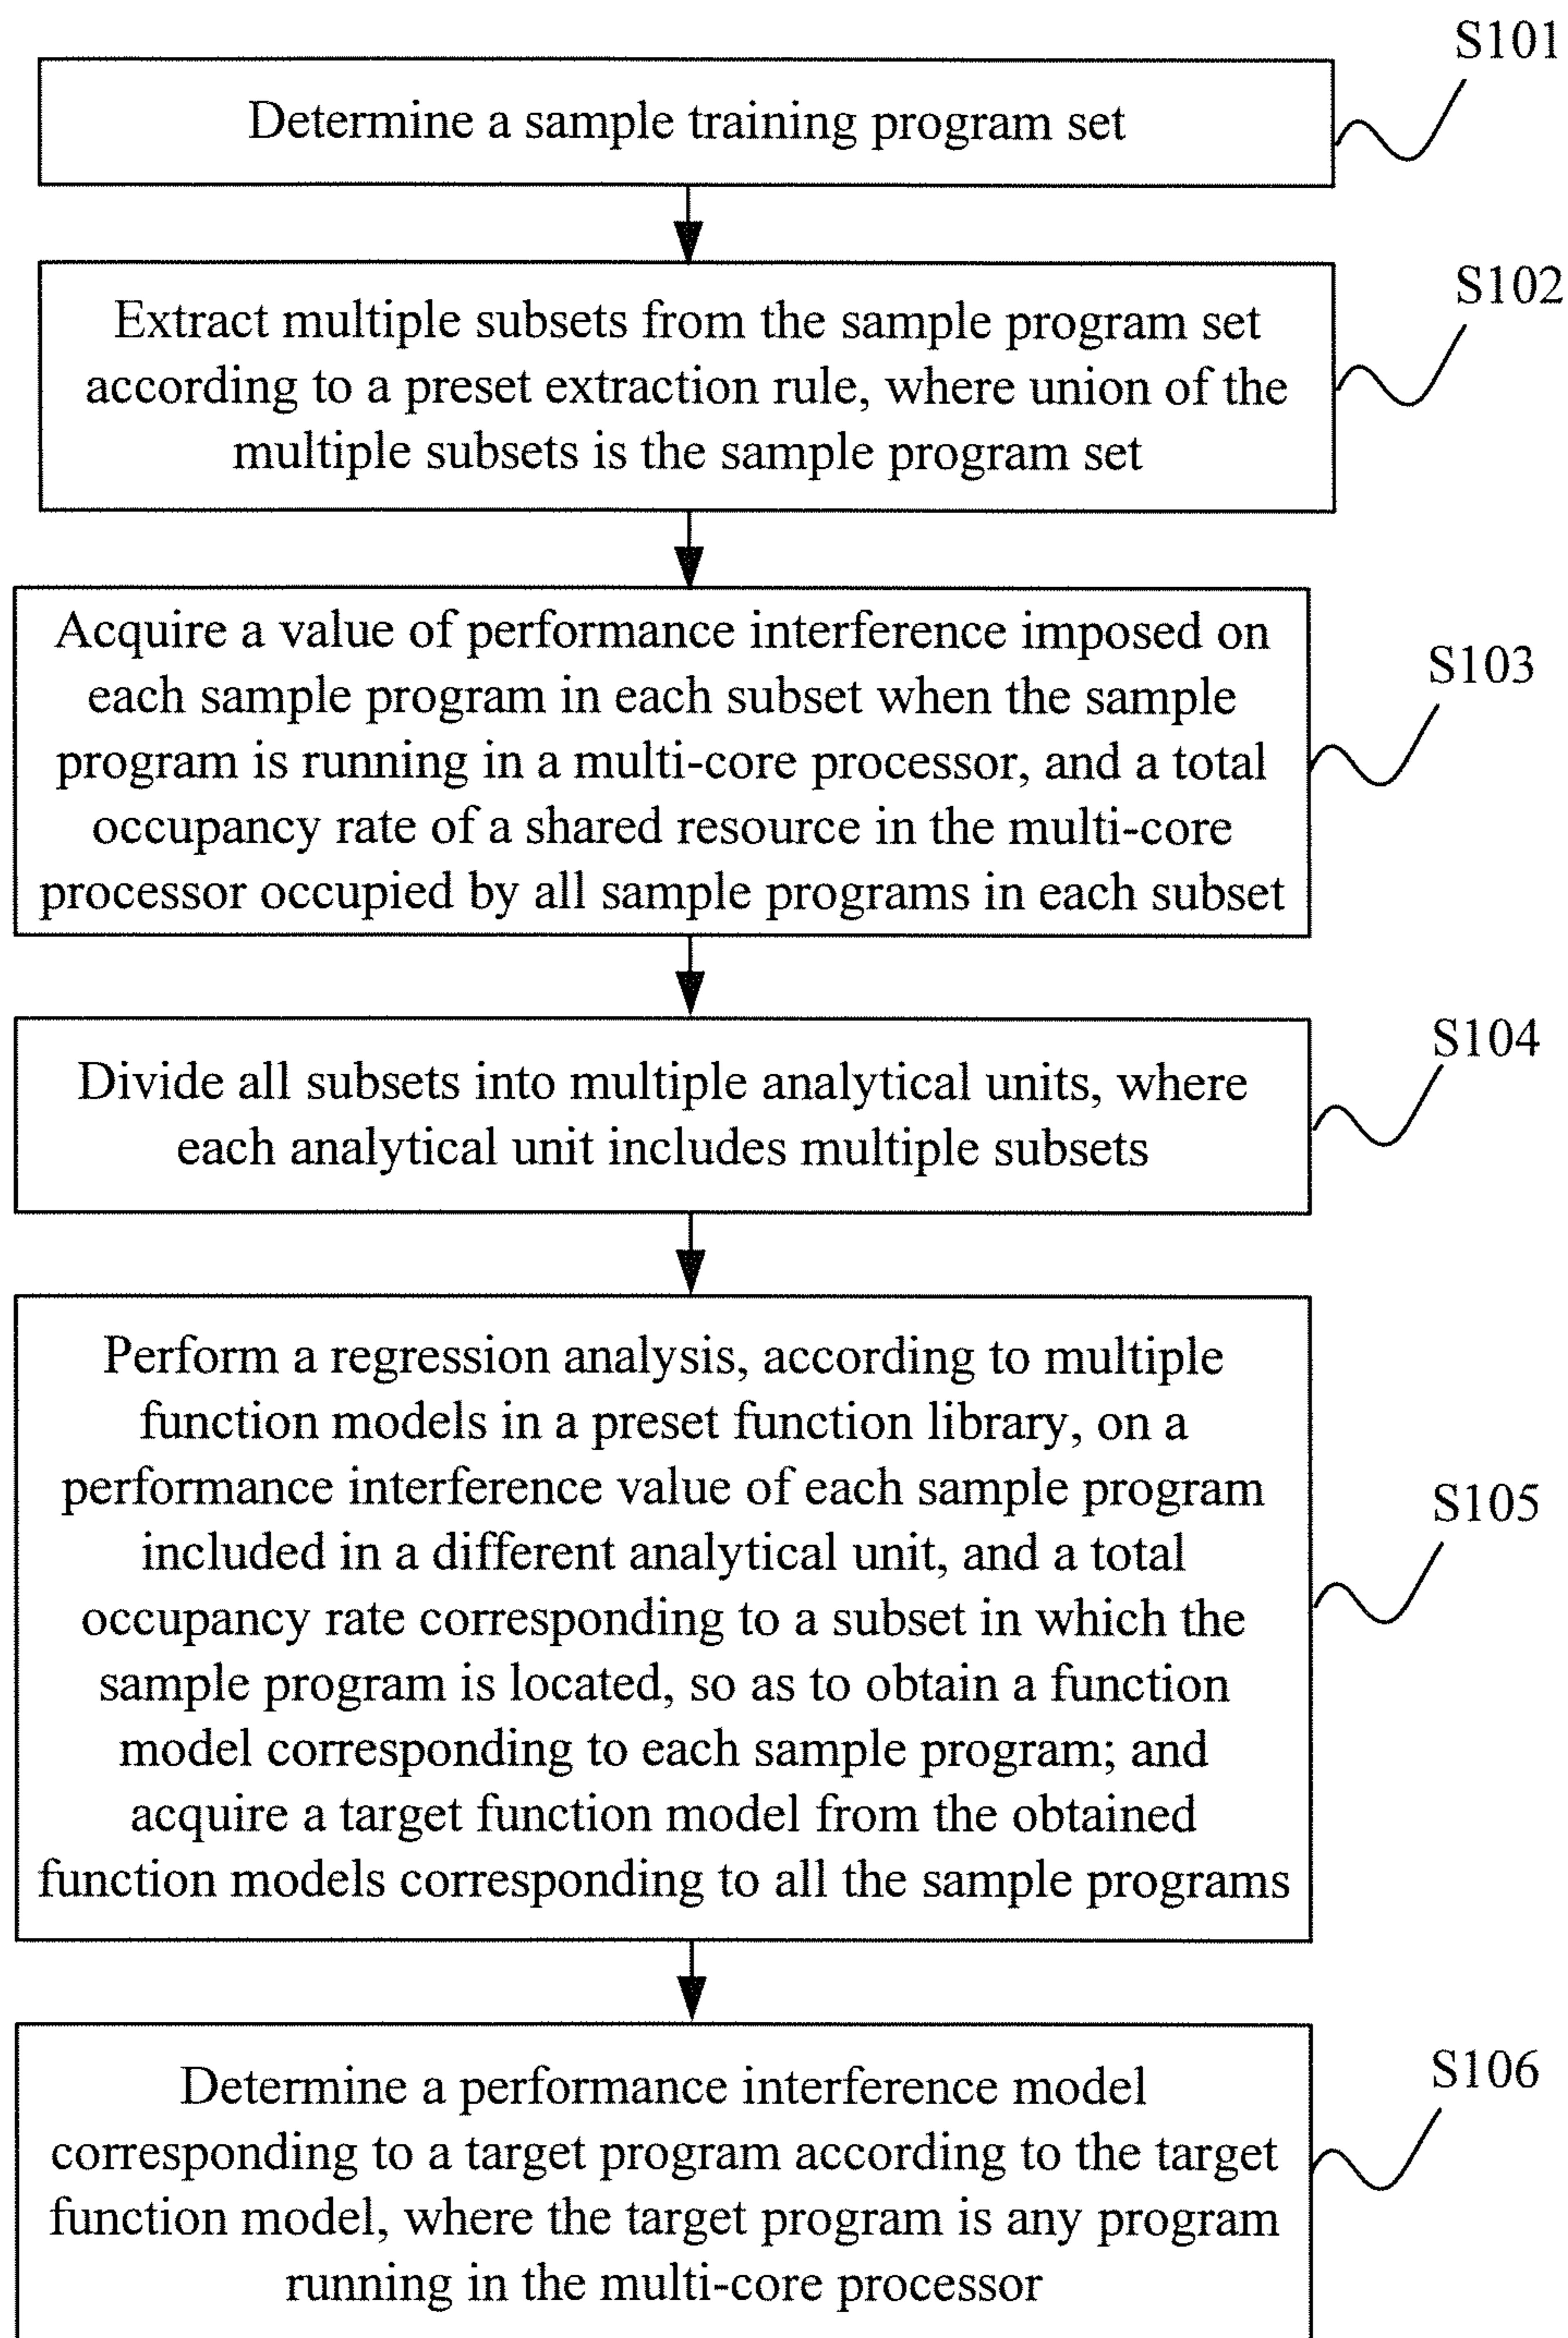 S101
Determine a sample training program set
S102
Extract multiple subsets from the sample program set
according to a preset extraction rule, where union of the
multiple subsets is the sample program set
S103
Acquire a value of performance interference imposed on
each sample program in each subset when the sample
program is running in a multi-core processor, and a total
occupancy rate of a shared resource in the multi-core
processor occupied by all sample programs in each subset
S104
Divide all subsets into multiple analytical units, where
each analytical unit includes multiple subsets
S105
Perform a regression analysis, according to multiple
function models in a preset function library, on a
performance interference value of each sample program
included in a different analytical unit, and a total
occupancy rate corresponding to a subset in which the
sample program is located, so as to obtain a function
model corresponding to each sample program; and
acquire a target function model from the obtained
function models corresponding to all the sample programs
S106
Determine a performance interference model
corresponding to a target program according to the target
function model, where the target program is any program
running in the multi-core processor